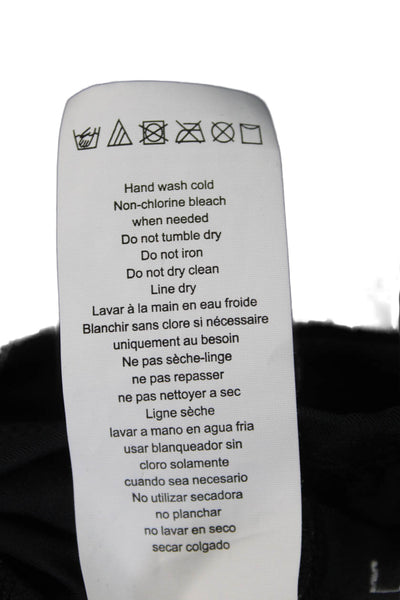 Hand wash cold
Non-chlorine bleach
when needed
Do not tumble dry
Do not iron
Do not dry clean
Line dry
Lavar à la main en eau froide
Blanchir sans clore si nécessaire
uniquement au besoin
Ne pas sèche-linge
ne pas repasser
ne pas nettoyer a sec
Ligne sèche
lavar a mano en agua fria
usar blanqueador sin
cloro solamente
cuando sea necesario
No utilizar secadora
no planchar
no lavar en seco
secar colgado